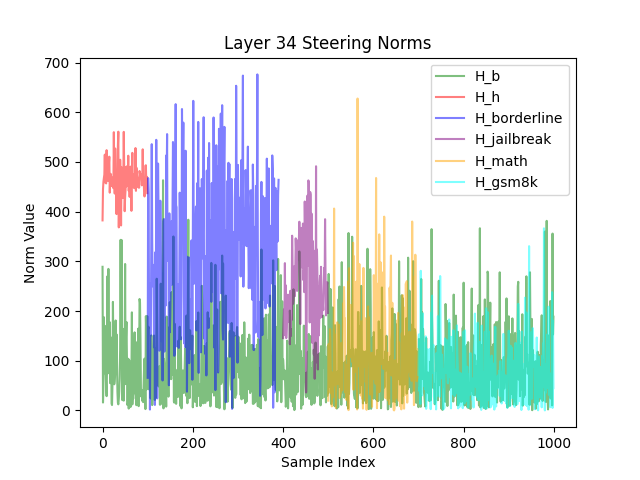 Layer 34 Steering Norms
Norm Value
700
600
500
400
300
200
100
0
H_b
H_h
H_borderline
H_jailbreak
H_math
H_gsm8k
0 200 400 600 800 1000
Sample Index